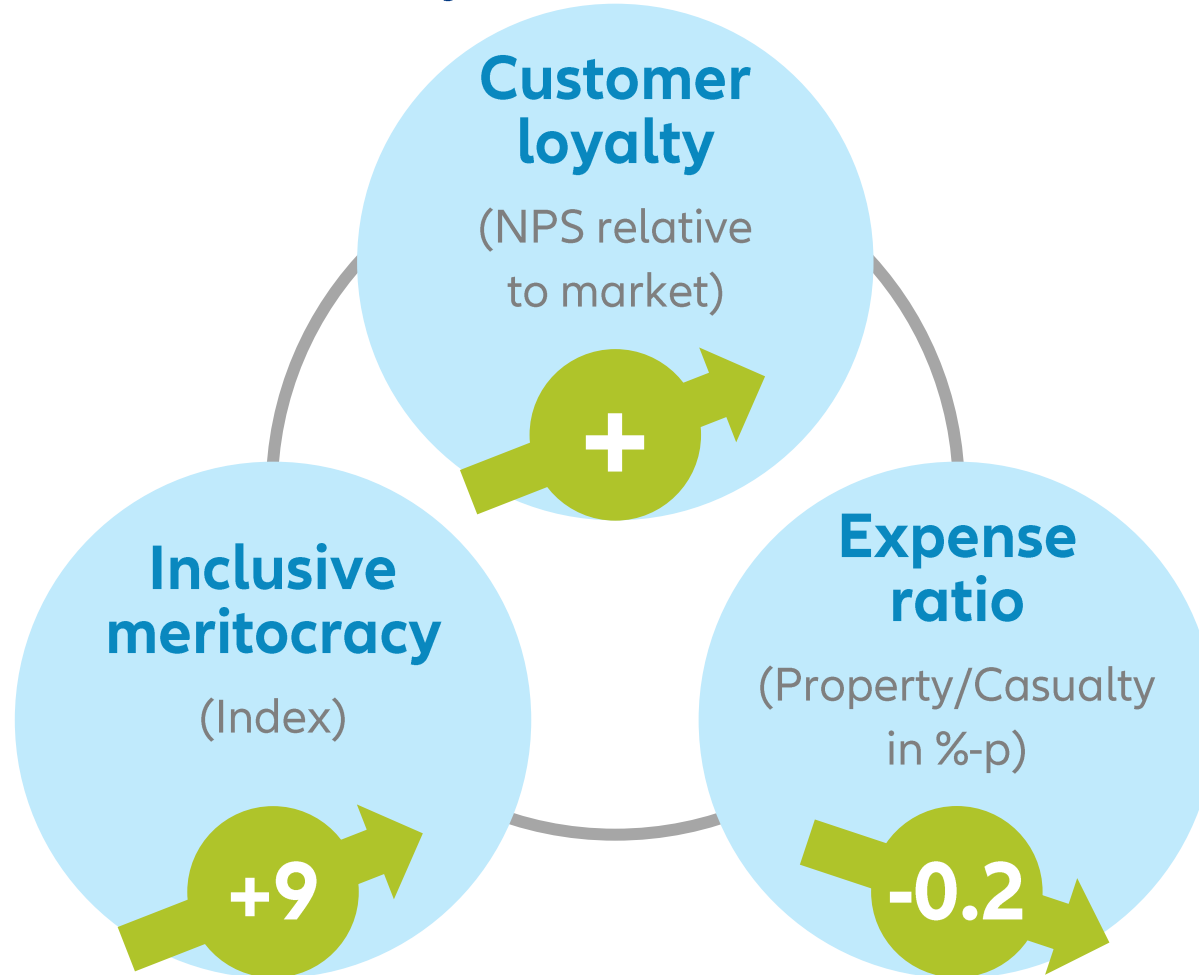 Customer
loyalty
(NPS relative
to market)
+
Inclusive
meritocracy
(Index)
+9
Expense
ratio
(Property/Casualty
in %-p)
-0.2